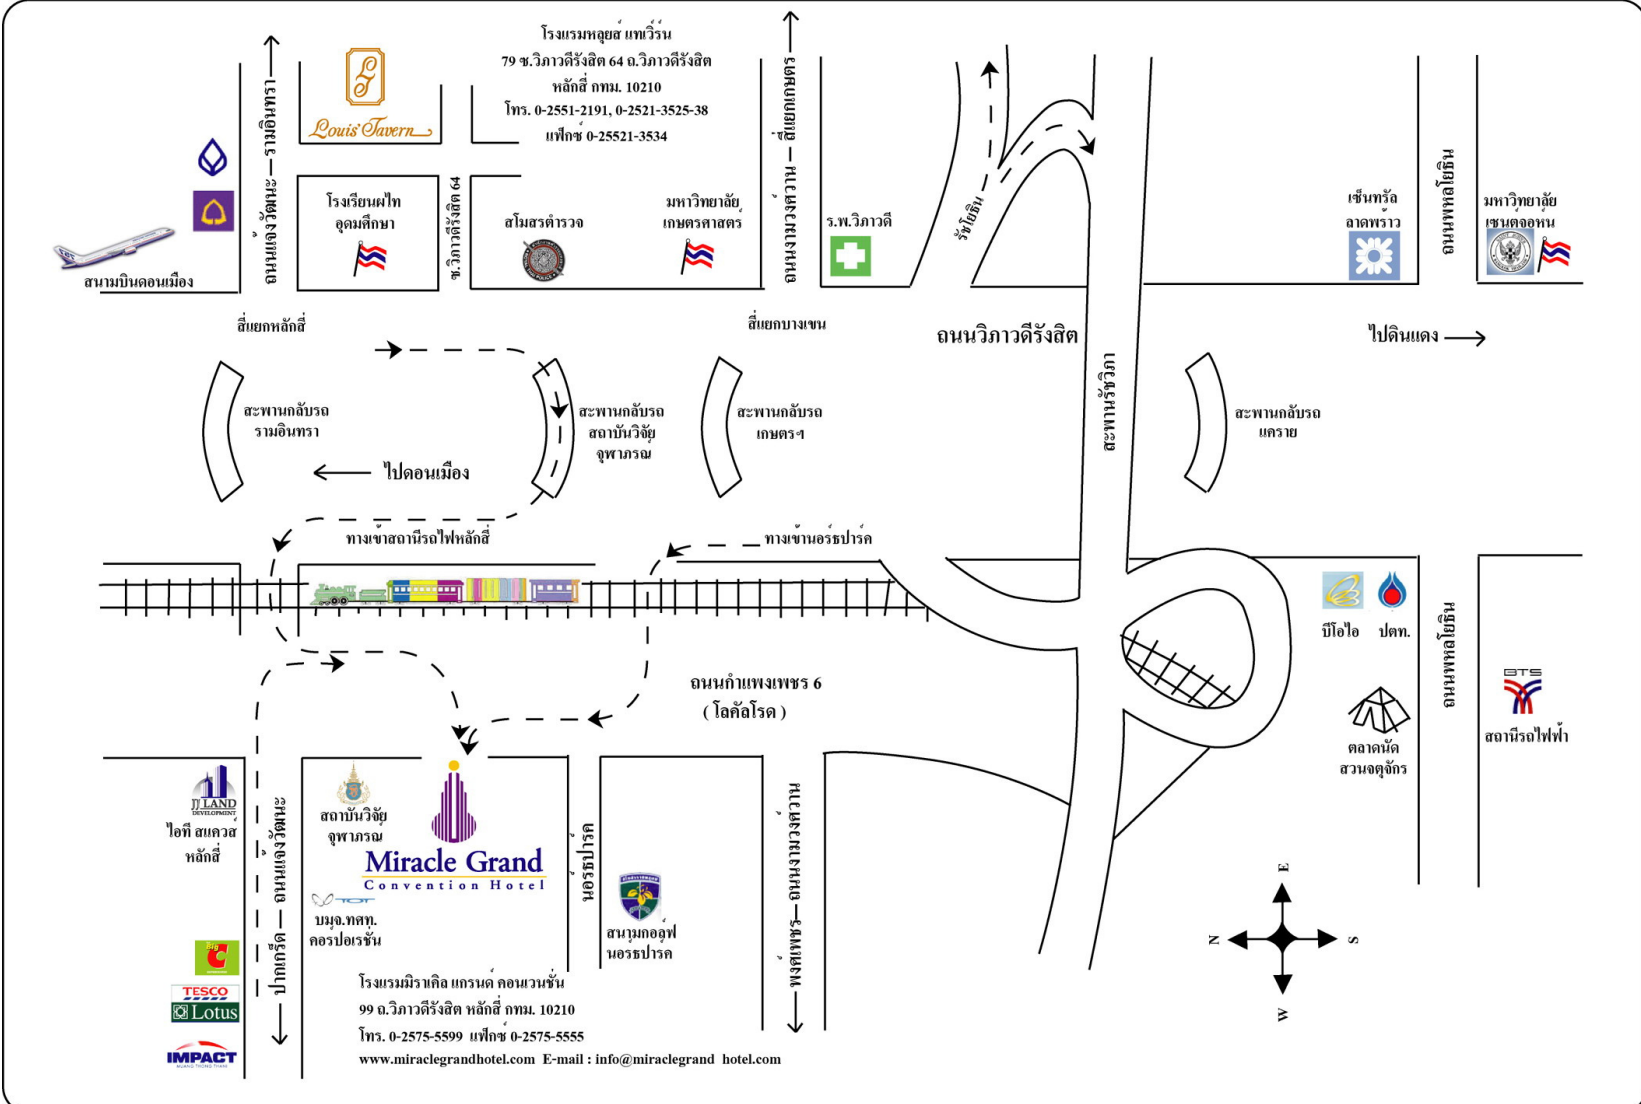 โรงแรมหลุยส์ แทเวิร์น
79 ซ.วิภาวดีรังสิต 64 ถ.วิภาวดีรังสิต
หลักสี่ กทม. 10210
โทร. 0-2551-2191, 0-2521-3525-38
แฟ็กซ์ 0-25521-3534
Louis' Tavern
ถนนแจ้งวัฒนะ — รามอินทรา
ถนนงามวงศ์วาน — สี่แยกเกษตร
สนามบินดอนเมือง
โรงเรียนผไท
อุดมศึกษา
ซ.วิภาวดีรังสิต 64
สโมสรตำรวจ
มหาวิทยาลัย
เกษตรศาสตร์
ร.พ.วิภาวดี
รัชโยธิน
เซ็นทรัล
ลาดพร้าว
ถนนพหลโยธิน
มหาวิทยาลัย
เซนต์จอห์น
สี่แยกหลักสี่
สี่แยกบางเขน
ถนนวิภาวดีรังสิต
ไปดินแดง
สะพานกลับรถ
รามอินทรา
สะพานกลับรถ
สถาบันวิจัย
จุฬาภรณ์
สะพานกลับรถ
เกษตรฯ
สะพานรัชวิภา
สะพานกลับรถ
แคราย
ไปดอนเมือง
ทางเข้าสถานีรถไฟหลักสี่
ทางเข้านอร์ธปาร์ค
บีโอไอ
ปตท.
ถนนพหลโยธิน
BTS
สถานีรถไฟฟ้า
ตลาดนัด
สวนจตุจักร
ถนนกำแพงเพชร 6
( โลคัลโรด )
JJ LAND
DEVELOPMENT
ไอที สแควส์
หลักสี่
ปากเกร็ด — ถนนแจ้งวัฒนะ
สถาบันวิจัย
จุฬาภรณ์
Miracle Grand
Convention Hotel
TOT
บมจ.ทศท.
คอร์ปอเรชั่น
นอร์ธปาร์ค
สนามกอล์ฟ
นอร์ธปาร์ค
พงษ์เพชร — ถนนงามวงศ์วาน
Big C
TESCO
Lotus
IMPACT
MUANG THONG THANI
โรงแรมมิราเคิล แกรนด์ คอนเวนชั่น
99 ถ.วิภาวดีรังสิต หลักสี่ กทม. 10210
โทร. 0-2575-5599 แฟ็กซ์ 0-2575-5555
www.miraclegrandhotel.com E-mail : info@miraclegrand hotel.com
E
N
S
W